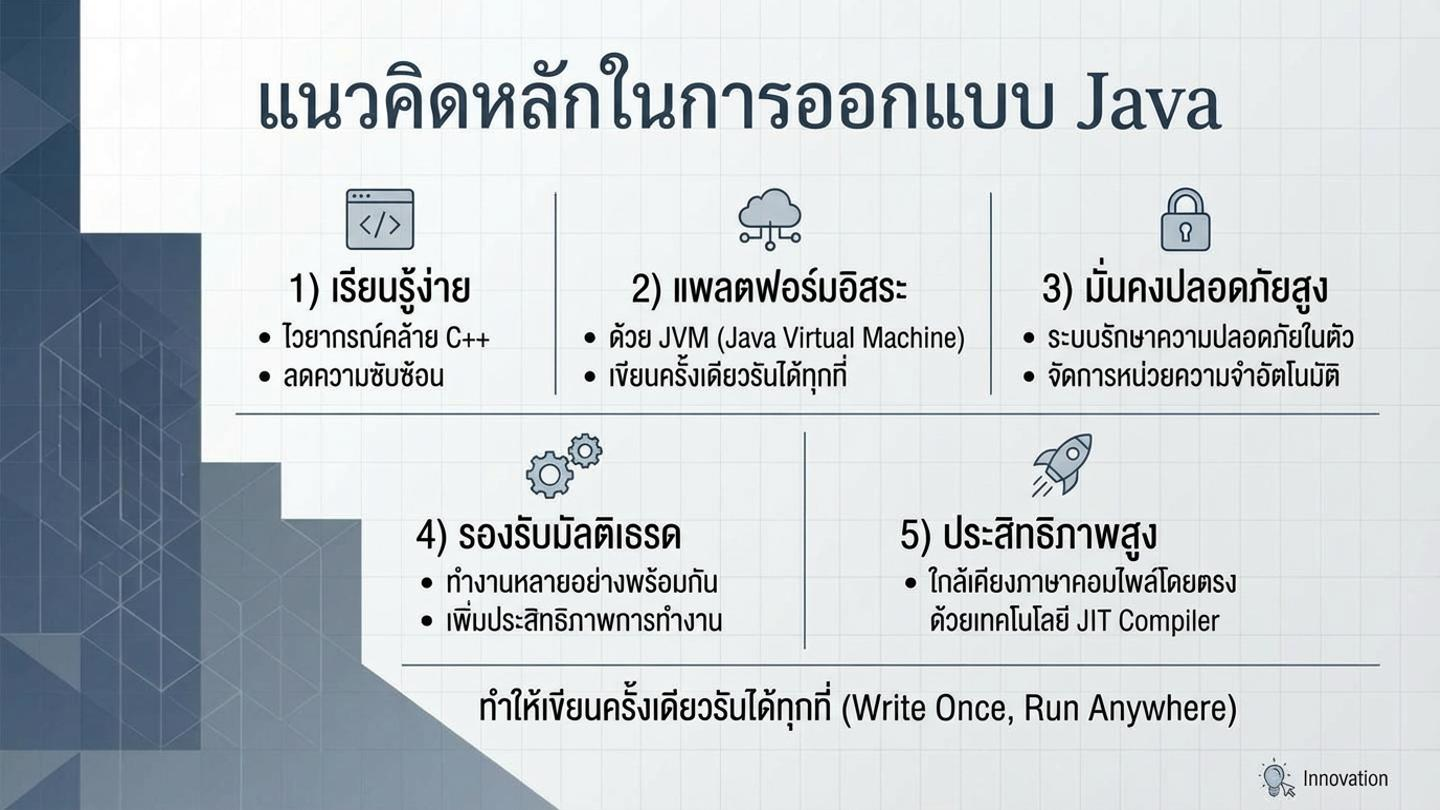 แนวคิดหลักในการออกแบบ Java
</>
1) เรียนรู้ง่าย
• ไวยากรณ์คล้าย C++
• ลดความซับซ้อน
2) แพลตฟอร์มอิสระ
• ด้วย JVM (Java Virtual Machine)
• เขียนครั้งเดียวรันได้ทุกที่
3) มั่นคงปลอดภัยสูง
• ระบบรักษาความปลอดภัยในตัว
• จัดการหน่วยความจำอัตโนมัติ
4) รองรับมัลติเธรด
• ทำงานหลายอย่างพร้อมกัน
• เพิ่มประสิทธิภาพการทำงาน
5) ประสิทธิภาพสูง
• ใกล้เคียงภาษาคอมไพล์โดยตรง
ด้วยเทคโนโลยี JIT Compiler
ทำให้เขียนครั้งเดียวรันได้ทุกที่ (Write Once, Run Anywhere)
Innovation